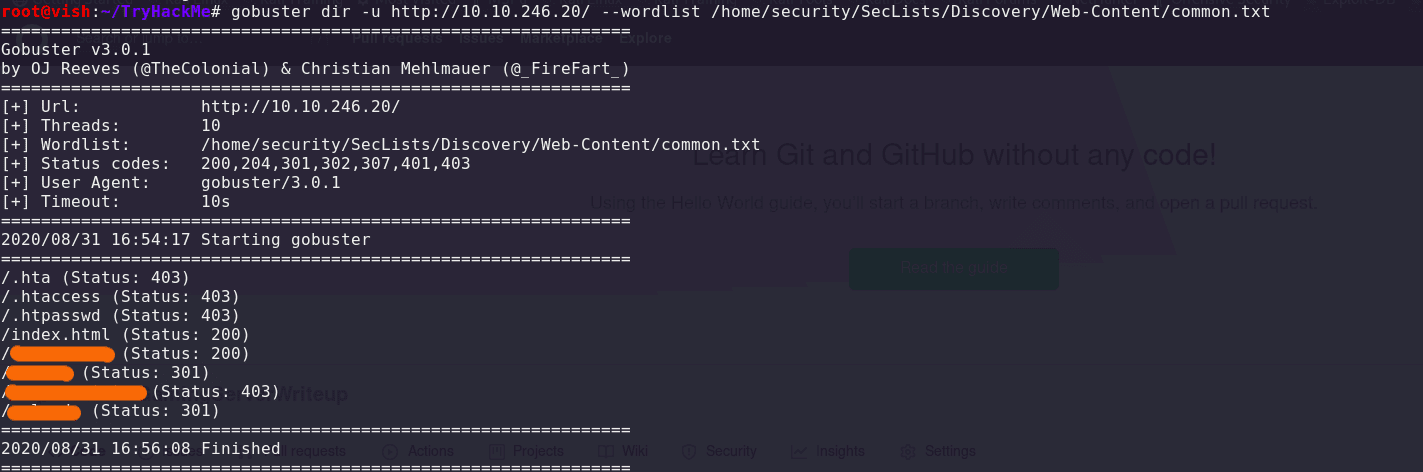 root@vish:~/TryHackMe# gobuster dir -u http://10.10.246.20/ --wordlist /home/security/SecLists/Discovery/Web-Content/common.txt
===============================================================
Pull requests Issues Marketplace Explore
Gobuster v3.0.1
by OJ Reeves (@TheColonial) & Christian Mehlmauer (@_FireFart_)
===============================================================
[+] Url:            http://10.10.246.20/
[+] Threads:        10
[+] Wordlist:       /home/security/SecLists/Discovery/Web-Content/common.txt
[+] Status codes:   200,204,301,302,307,401,403
[+] User Agent:     gobuster/3.0.1
[+] Timeout:        10s
Learn Git and GitHub without any code!
Using the Hello World guide, you'll start a branch, write comments, and open a pull request.
===============================================================
2020/08/31 16:54:17 Starting gobuster
===============================================================
Read the guide
/.hta (Status: 403)
/.htaccess (Status: 403)
/.htpasswd (Status: 403)
/index.html (Status: 200)
/ (Status: 200)
/ (Status: 301)
/ (Status: 403)
Writeup
/ (Status: 301)
===============================================================
2020/08/31 16:56:08 Finished
requests Actions Projects Wiki Security Insights Settings
===============================================================